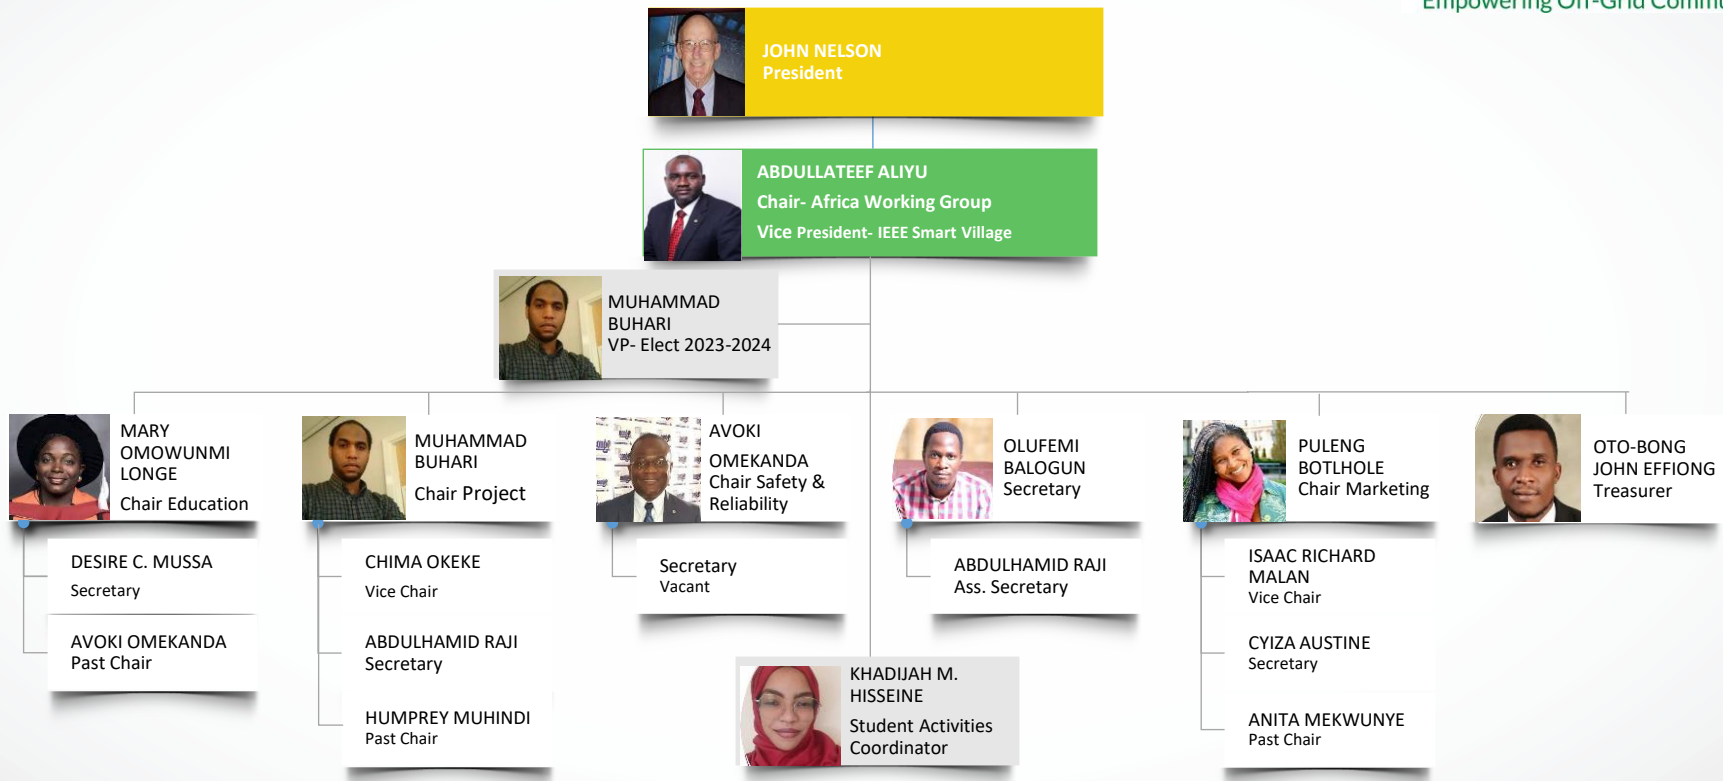 Empowering Off-Grid Commu
JOHN NELSON
President
ABDULLATEEF ALIYU
Chair- Africa Working Group
Vice President- IEEE Smart Village
MUHAMMAD
BUHARI
VP- Elect 2023-2024
MARY
OMOWUNMI
LONGE
Chair Education
DESIRE C. MUSSA
Secretary
AVOKI OMEKANDA
Past Chair
MUHAMMAD
BUHARI
Chair Project
CHIMA OKEKE
Vice Chair
ABDULHAMID RAJI
Secretary
HUMPREY MUHINDI
Past Chair
AVOKI
OMEKANDA
Chair Safety &
Reliability
Secretary
Vacant
OLUFEMI
BALOGUN
Secretary
ABDULHAMID RAJI
Ass. Secretary
PULENG
BOTLHOLE
Chair Marketing
ISAAC RICHARD
MALAN
Vice Chair
CYIZA AUSTINE
Secretary
ANITA MEKWUNYE
Past Chair
OTO-BONG
JOHN EFFIONG
Treasurer
KHADIJAH M.
HISSEINE
Student Activities
Coordinator